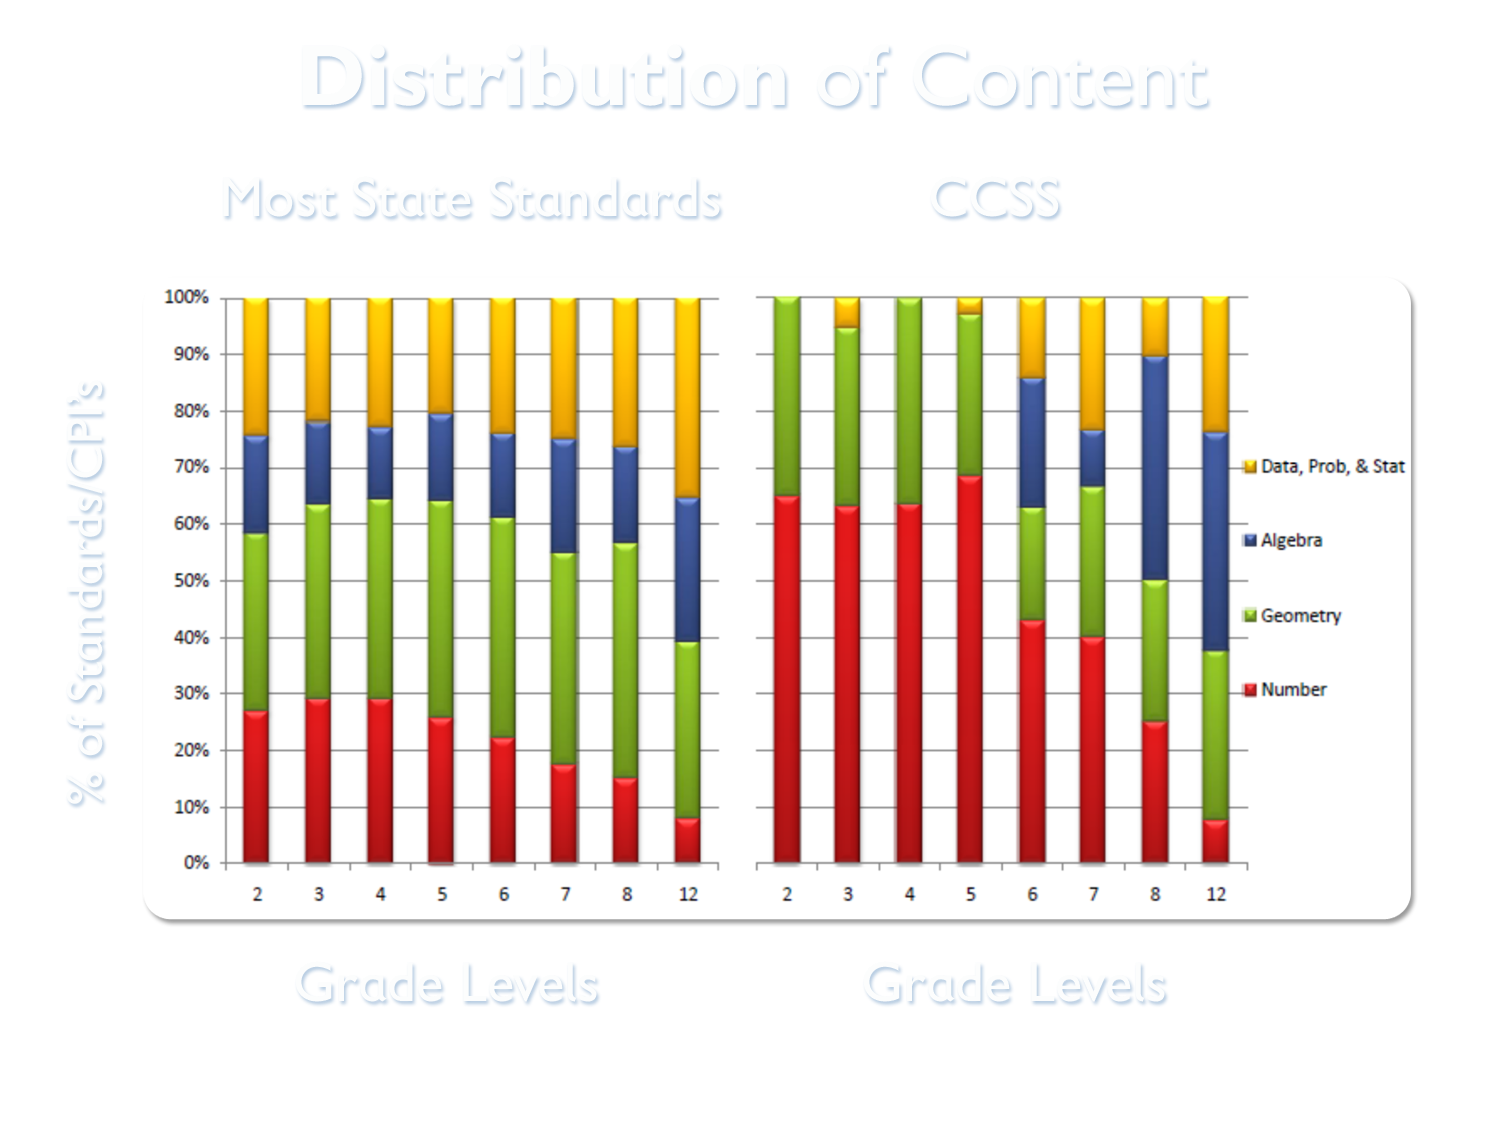 Distribution of Content
Most State Standards
CCSS
% of Standards/CPI's
100%
90%
80%
70%
60%
50%
40%
30%
20%
10%
0%
2 3 4 5 6 7 8 12
2 3 4 5 6 7 8 12
Data, Prob, & Stat
Algebra
Geometry
Number
Grade Levels
Grade Levels